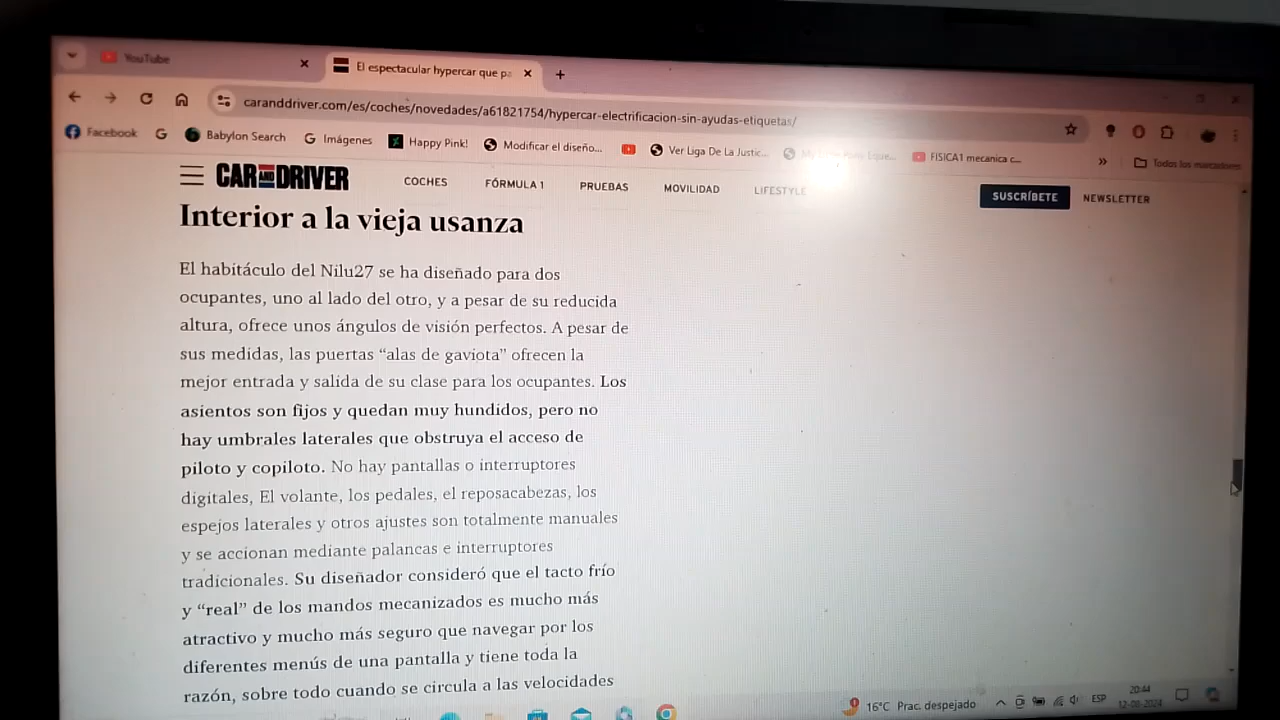 YouTube
El espectacular hypercar que pa
caranddriver.com/es/coches/novedades/a61821754/hypercar-electrificacion-sin-ayudas-etiquetas/
Facebook
Babylon Search
Imágenes
Happy Pink!
Modificar el diseño...
Ver Liga De La Justic...
FISICA1 mecanica c...
»
Todos los marcadores
CAR AND DRIVER
COCHES
FÓRMULA 1
PRUEBAS
MOVILIDAD
LIFESTYLE
SUSCRÍBETE
NEWSLETTER
Interior a la vieja usanza
El habitáculo del Nilu27 se ha diseñado para dos
ocupantes, uno al lado del otro, y a pesar de su reducida
altura, ofrece unos ángulos de visión perfectos. A pesar de
sus medidas, las puertas “alas de gaviota” ofrecen la
mejor entrada y salida de su clase para los ocupantes. Los
asientos son fijos y quedan muy hundidos, pero no
hay umbrales laterales que obstruya el acceso de
piloto y copiloto. No hay pantallas o interruptores
digitales, El volante, los pedales, el reposacabezas, los
espejos laterales y otros ajustes son totalmente manuales
y se accionan mediante palancas e interruptores
tradicionales. Su diseñador consideró que el tacto frío
y “real” de los mandos mecanizados es mucho más
atractivo y mucho más seguro que navegar por los
diferentes menús de una pantalla y tiene toda la
razón, sobre todo cuando se circula a las velocidades
16°C Prac. despejado
ESP
20:44
12-08-2024